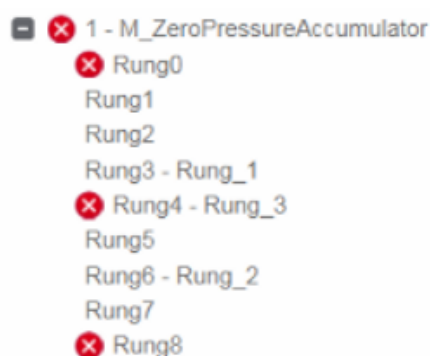 1 - M_ZeroPressureAccumulator
Rung0
Rung1
Rung2
Rung3 - Rung_1
Rung4 - Rung_3
Rung5
Rung6 - Rung_2
Rung7
Rung8